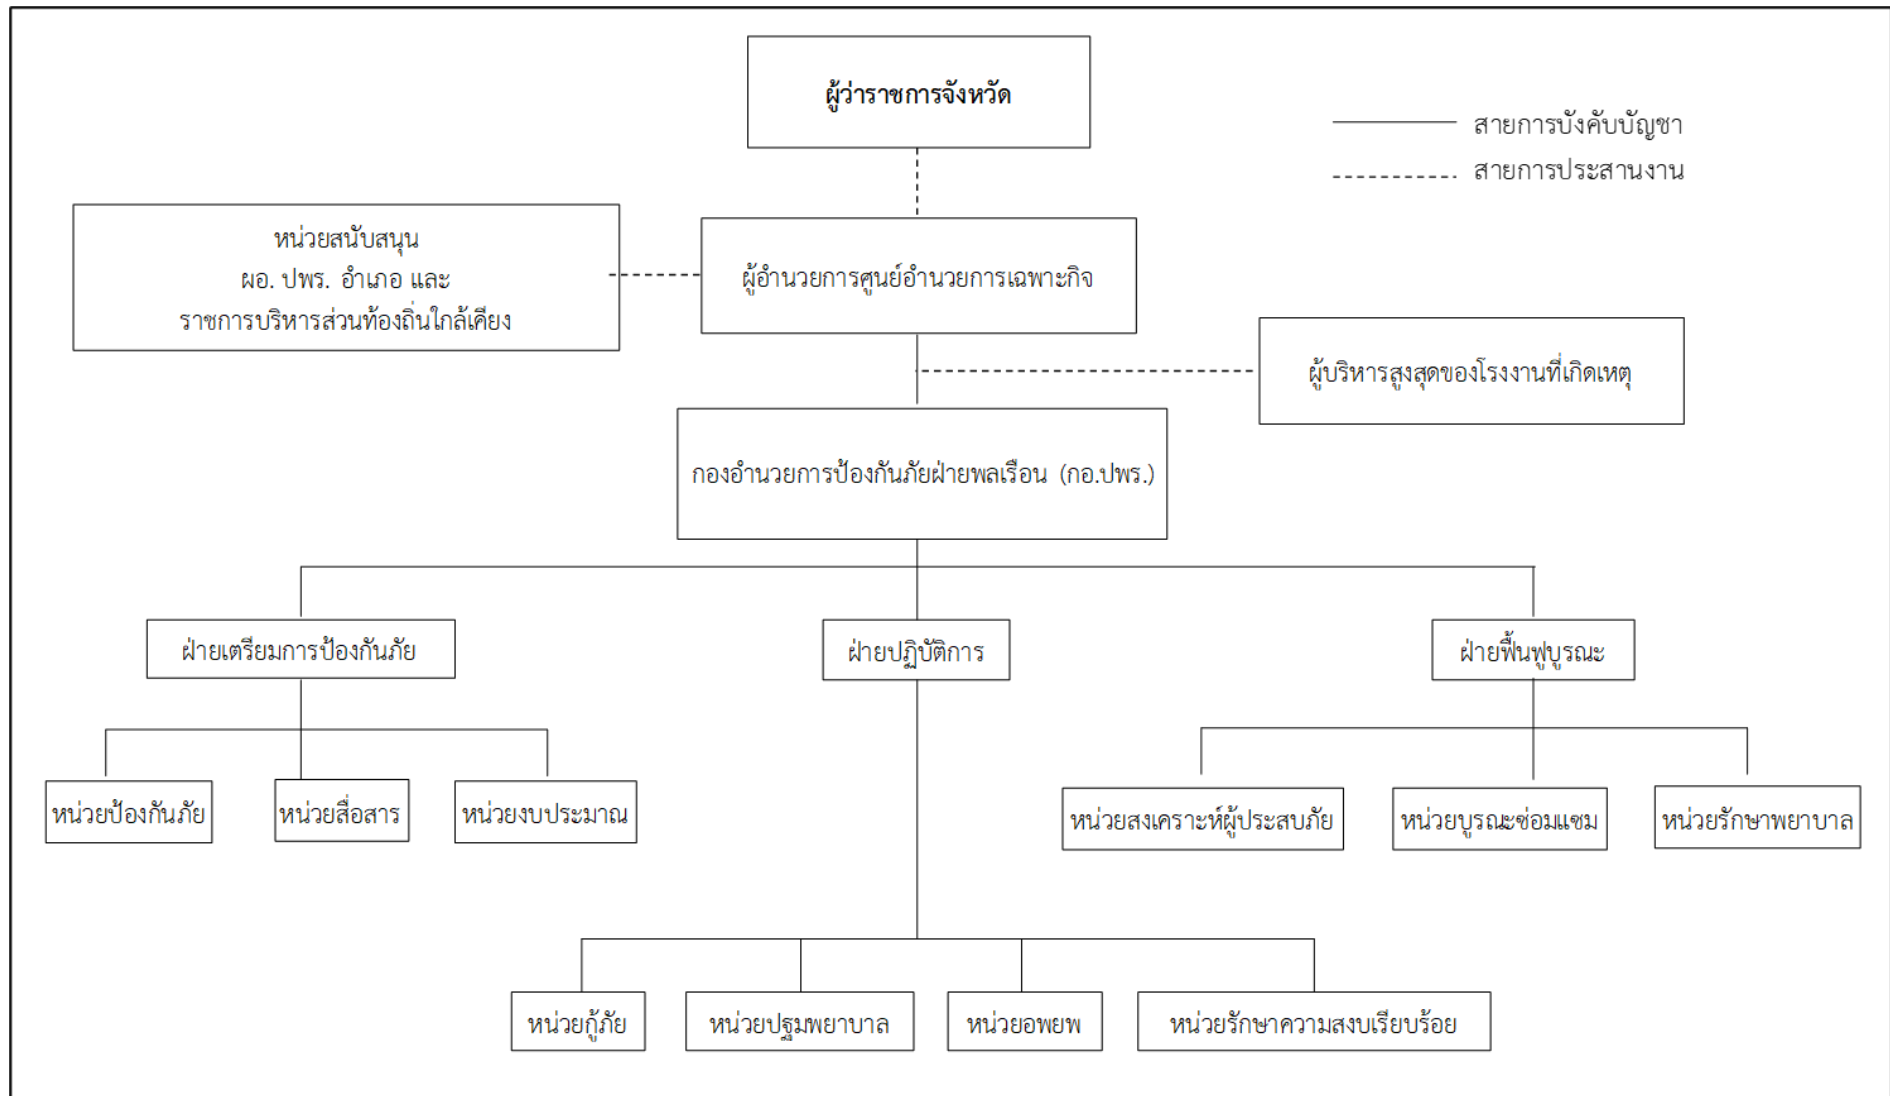 ผู้ว่าราชการจังหวัด
สายการบังคับบัญชา
สายการประสานงาน
หน่วยสนับสนุน
ผอ. ปพร. อำเภอ และ
ราชการบริหารส่วนท้องถิ่นใกล้เคียง
ผู้อำนวยการศูนย์อำนวยการเฉพาะกิจ
ผู้บริหารสูงสุดของโรงงานที่เกิดเหตุ
กองอำนวยการป้องกันภัยฝ่ายพลเรือน (กอ.ปพร.)
ฝ่ายเตรียมการป้องกันภัย
ฝ่ายปฏิบัติการ
ฝ่ายฟื้นฟูบูรณะ
หน่วยป้องกันภัย
หน่วยสื่อสาร
หน่วยงบประมาณ
หน่วยสงเคราะห์ผู้ประสบภัย
หน่วยบูรณะซ่อมแซม
หน่วยรักษาพยาบาล
หน่วยกู้ภัย
หน่วยปฐมพยาบาล
หน่วยอพยพ
หน่วยรักษาความสงบเรียบร้อย